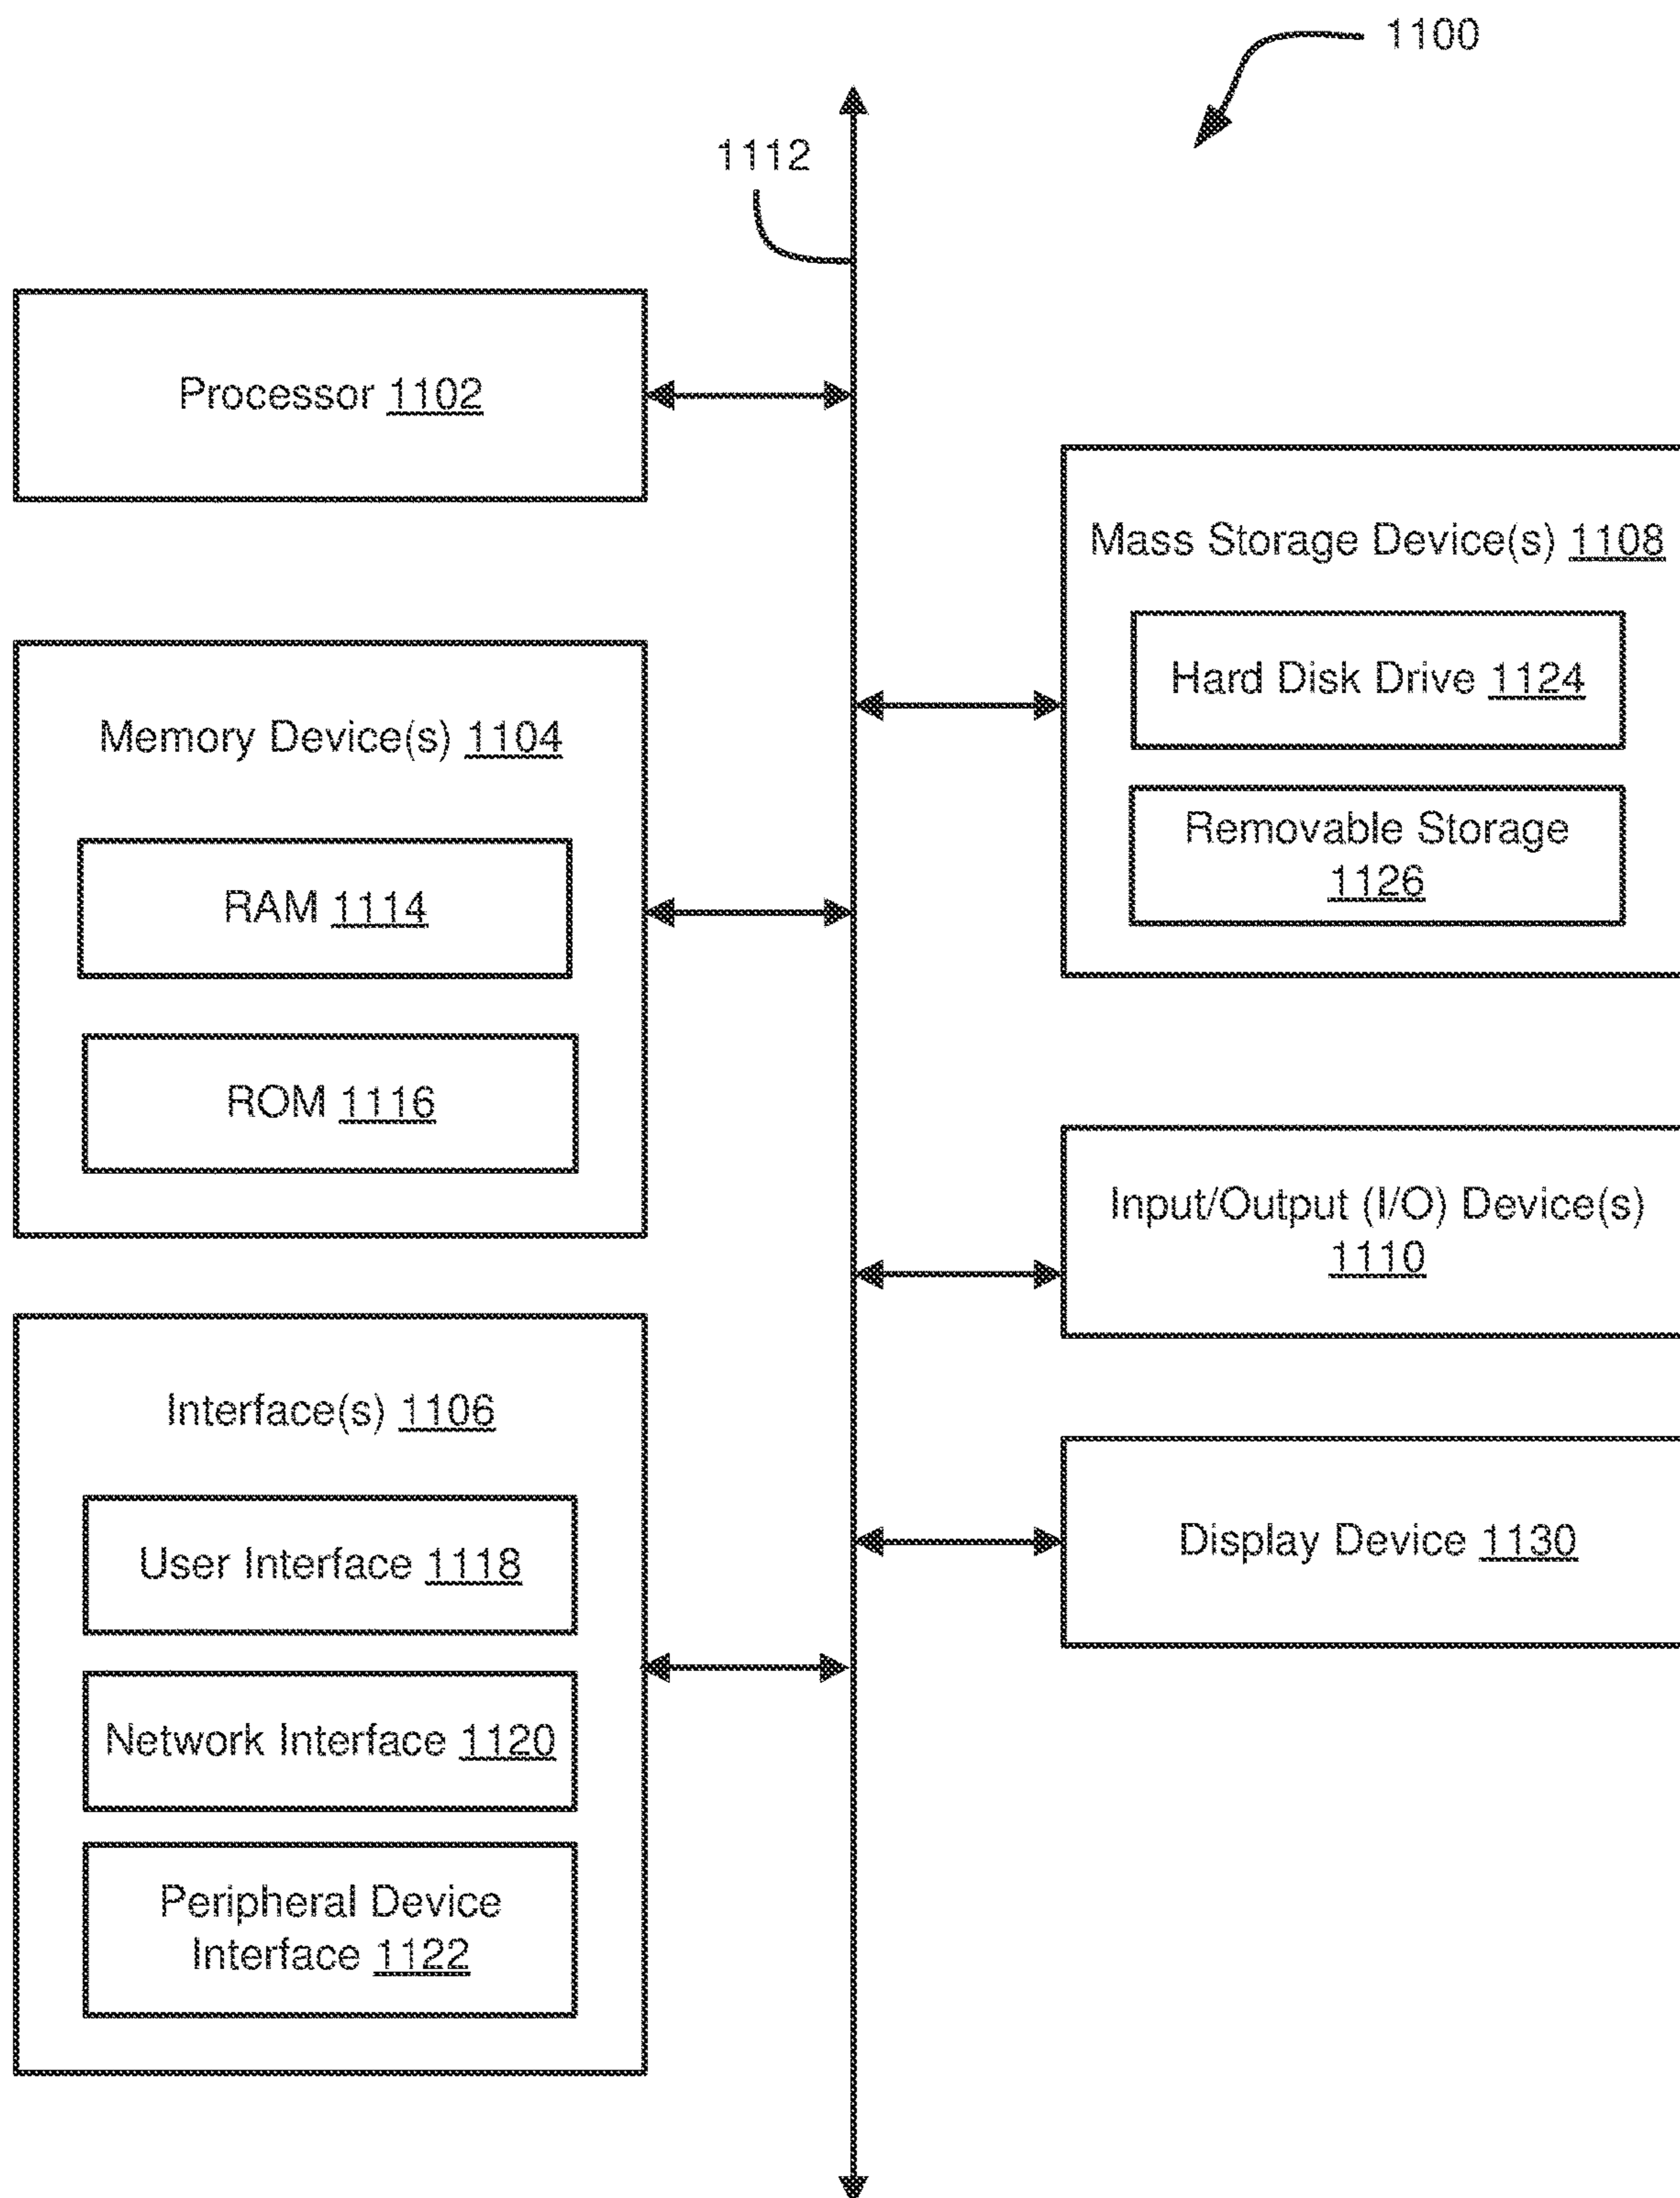 1100
1112
Processor 1102
Memory Device(s) 1104
RAM 1114
ROM 1116
Interface(s) 1106
User Interface 1118
Network Interface 1120
Peripheral Device
Interface 1122
Mass Storage Device(s) 1108
Hard Disk Drive 1124
Removable Storage
1126
Input/Output (I/O) Device(s)
1110
Display Device 1130